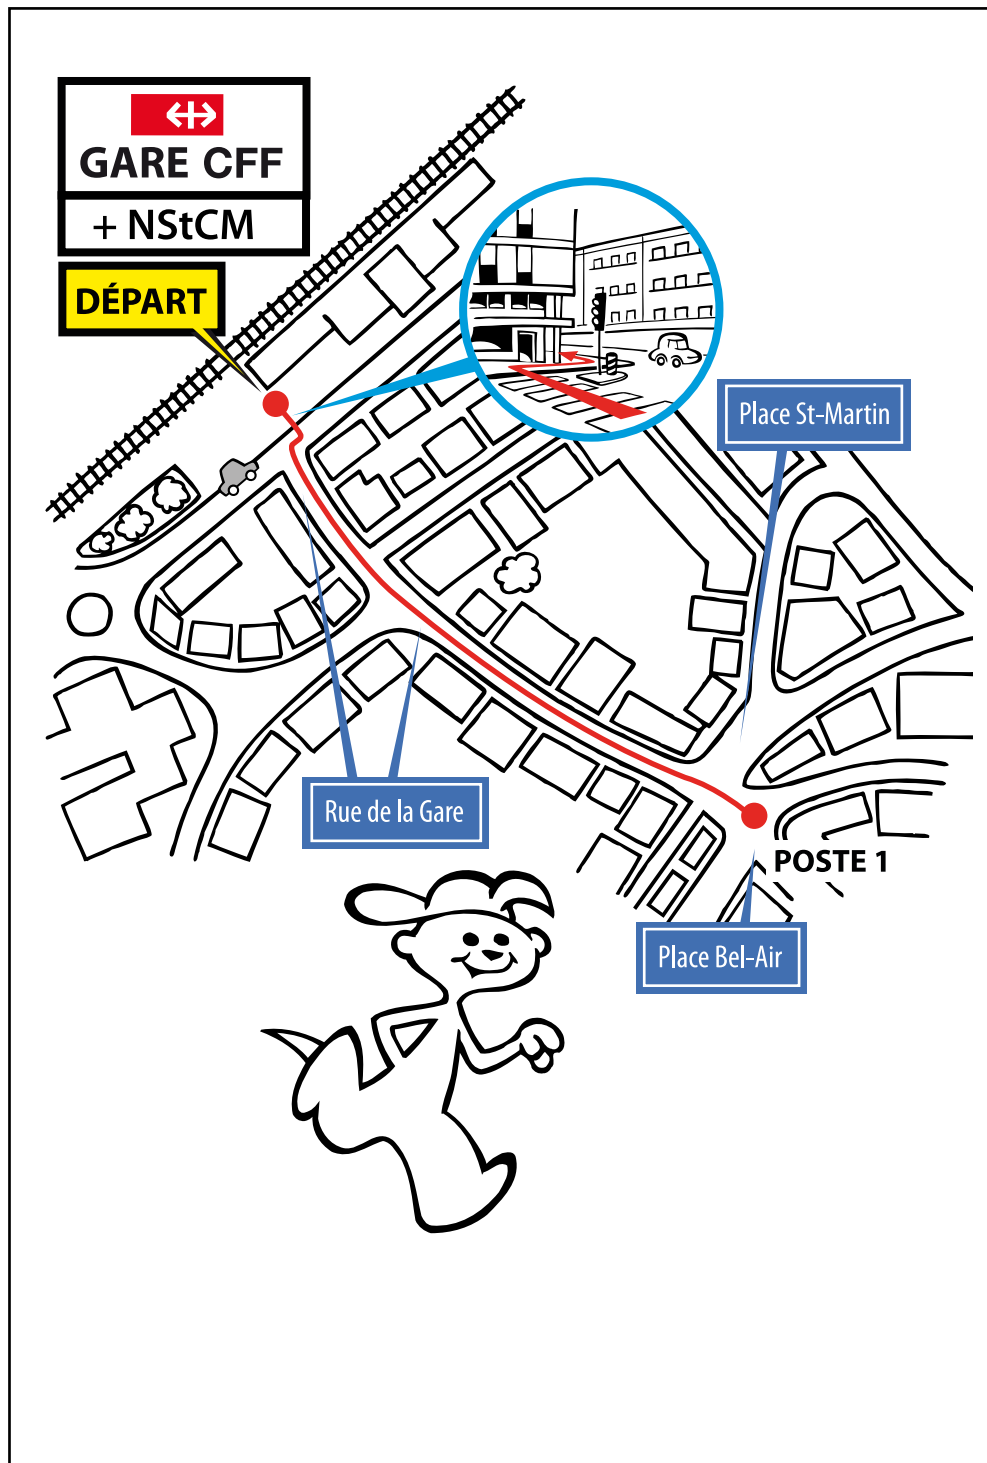 GARE CFF
+ NStCM
DÉPART
Place St-Martin
Rue de la Gare
POSTE 1
Place Bel-Air